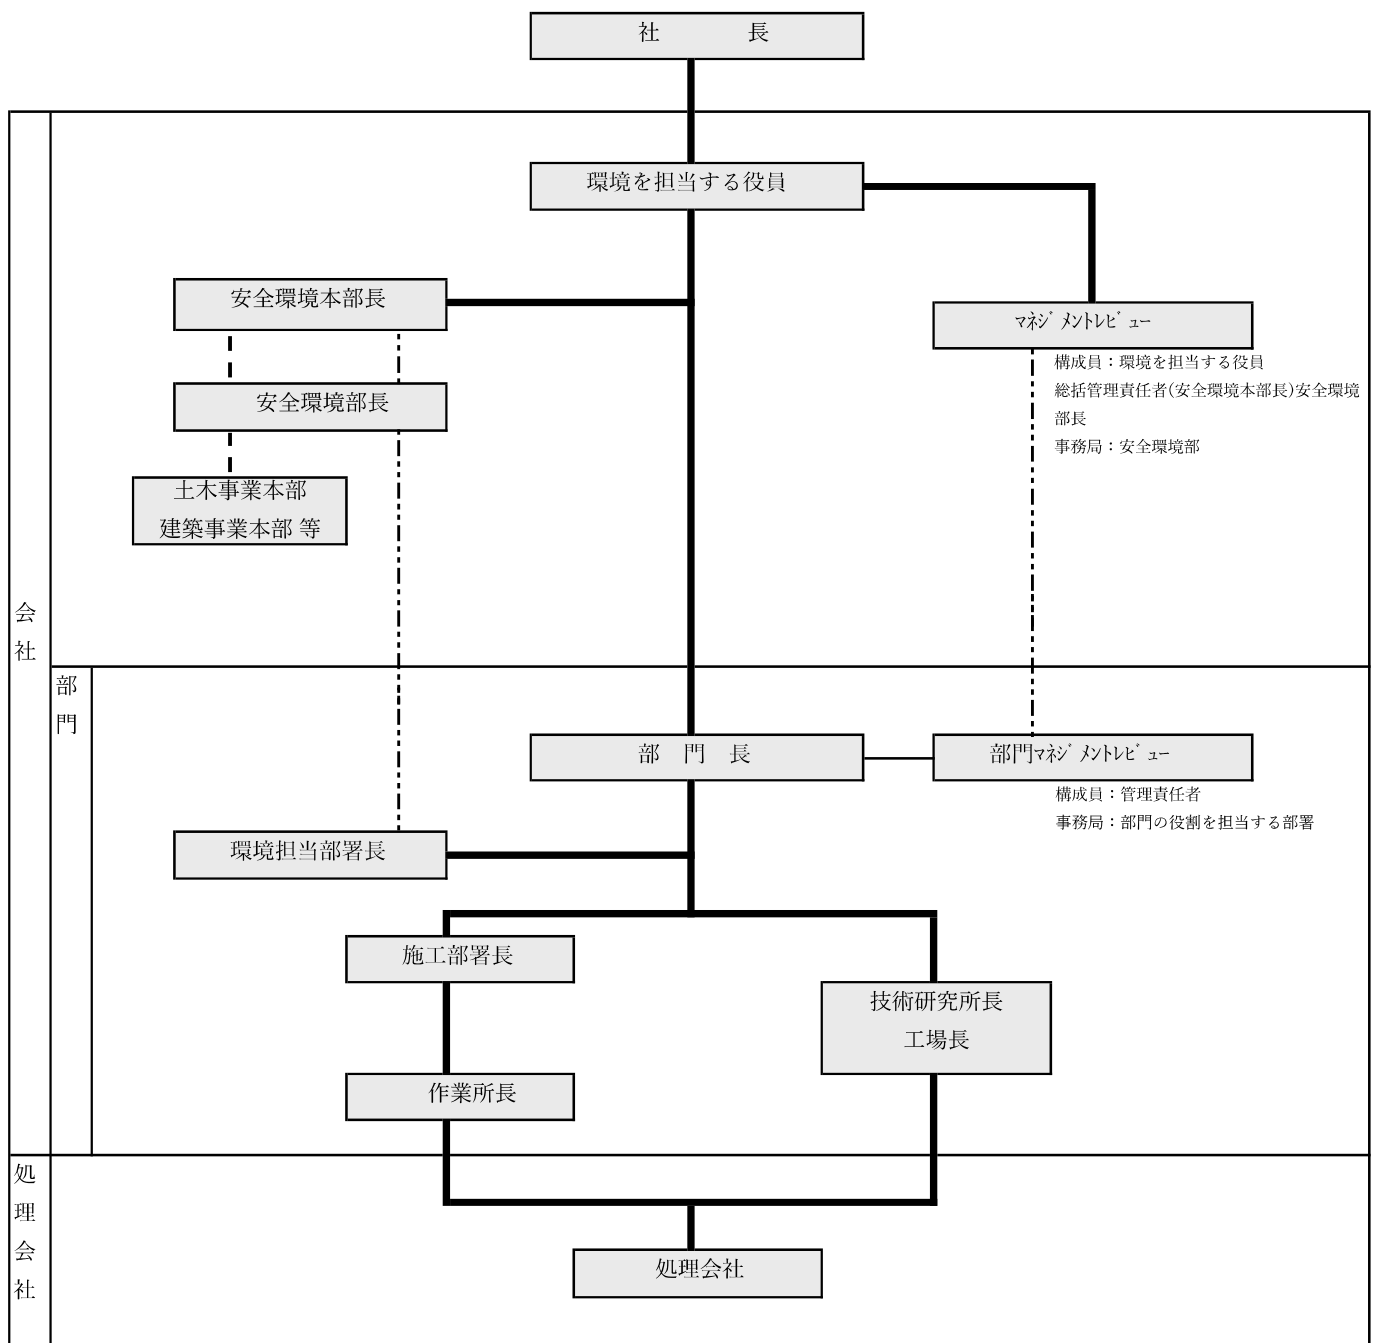 社　　　長
環境を担当する役員
安全環境本部長
ﾏﾈｼﾞﾒﾝﾄﾚﾋﾞｭｰ
構成員：環境を担当する役員
総括管理責任者(安全環境本部長)安全環境
部長
事務局：安全環境部
安全環境部長
土木事業本部
建築事業本部 等
会
社
部
門
部　門　長
部門ﾏﾈｼﾞﾒﾝﾄﾚﾋﾞｭｰ
構成員：管理責任者
事務局：部門の役割を担当する部署
環境担当部署長
施工部署長
技術研究所長
工場長
作業所長
処
理
会
社
処理会社